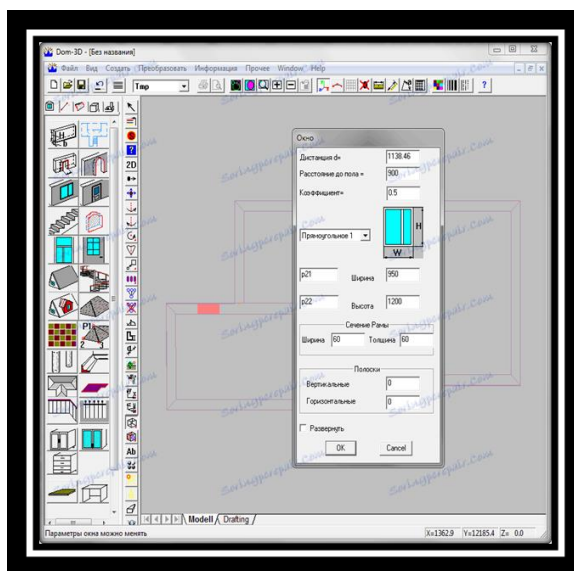 Dom-3D - [Без названия]
Файл Вид Создать Преобразовать Информация Прочее Window Help
Tmp
2D
Ab
Окно
Дистанция d= 1138.46
Расстояние до пола = 900
Коэффициент= 0.5
Прямоугольное 1
H
W
p21 Ширина 950
p22 Высота 1200
Сечение Рамы
Ширина 60 Толщина 60
Полоски
Вертикальные 0
Горизонтальные 0
Развернуть
OK Cancel
Modell Drafting
Параметры окна можно менять X=1362.9 Y=12185.4 Z= 0.0